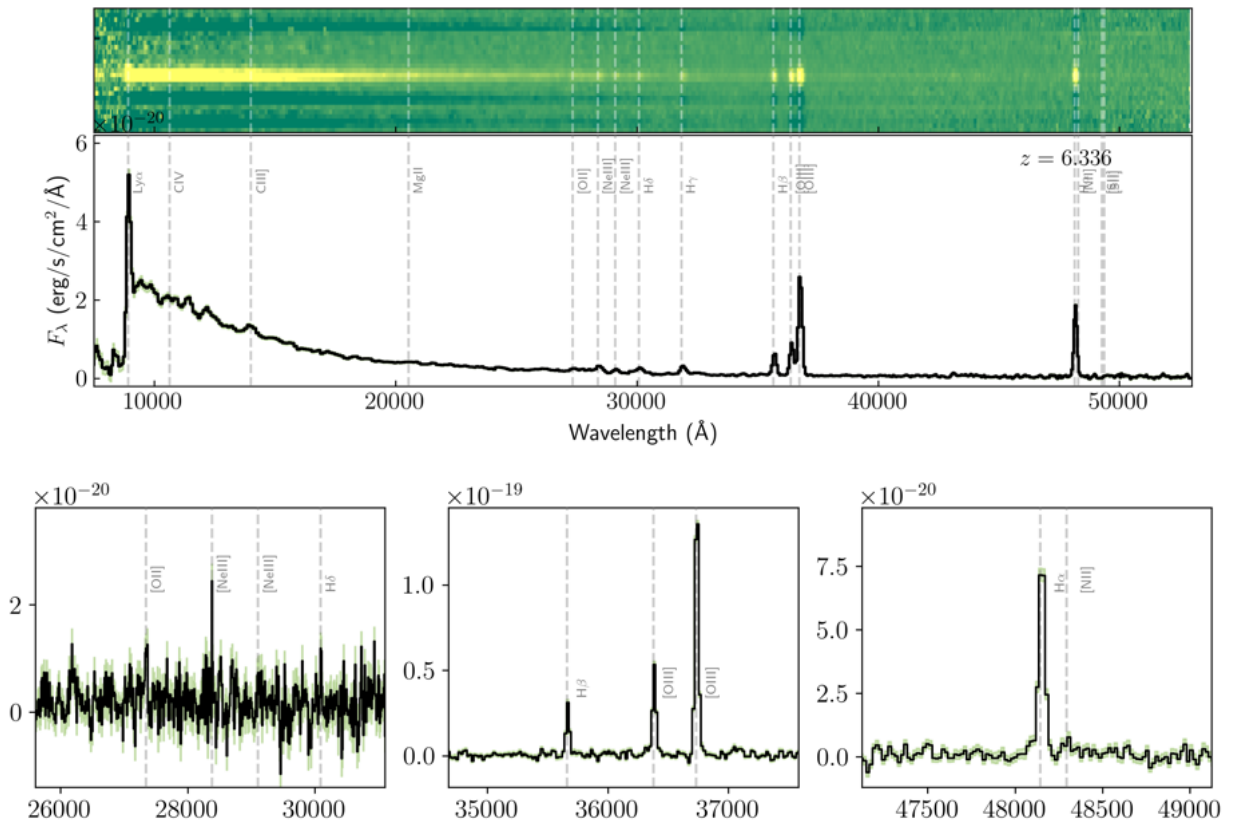 ×10−20
6
4
2
0
Fλ (erg/s/cm2/Å)
z = 6.336
Lyα
CIV
CIII]
MgII
[OII]
[NeIII]
[NeIII]
Hδ
Hγ
Hβ
[OIII]
[OIII]
Hα
[NII]
[SII]
10000 20000 30000 40000 50000
Wavelength (Å)
×10−20
2
0
[OII]
[NeIII]
[NeIII]
Hδ
26000 28000 30000
×10−19
1.0
0.5
0.0
Hβ
[OIII]
[OIII]
35000 36000 37000
×10−20
7.5
5.0
2.5
0.0
Hα
[NII]
47500 48000 48500 49000